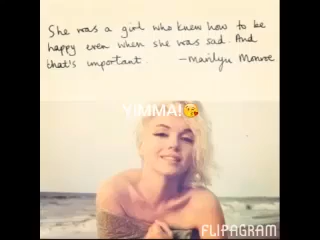 She was a girl who knew how to be
happy even when she was sad. And
that's important. —Marilyn Monroe
YIMMA!😘
FLIPAGRAM